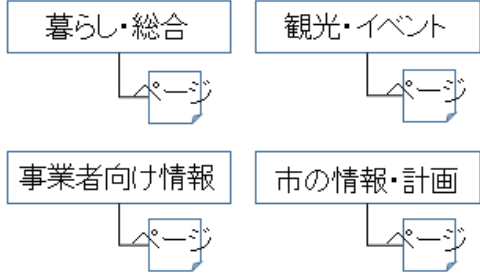 暮らし・総合
観光・イベント
ページ
ページ
事業者向け情報
市の情報・計画
ページ
ページ